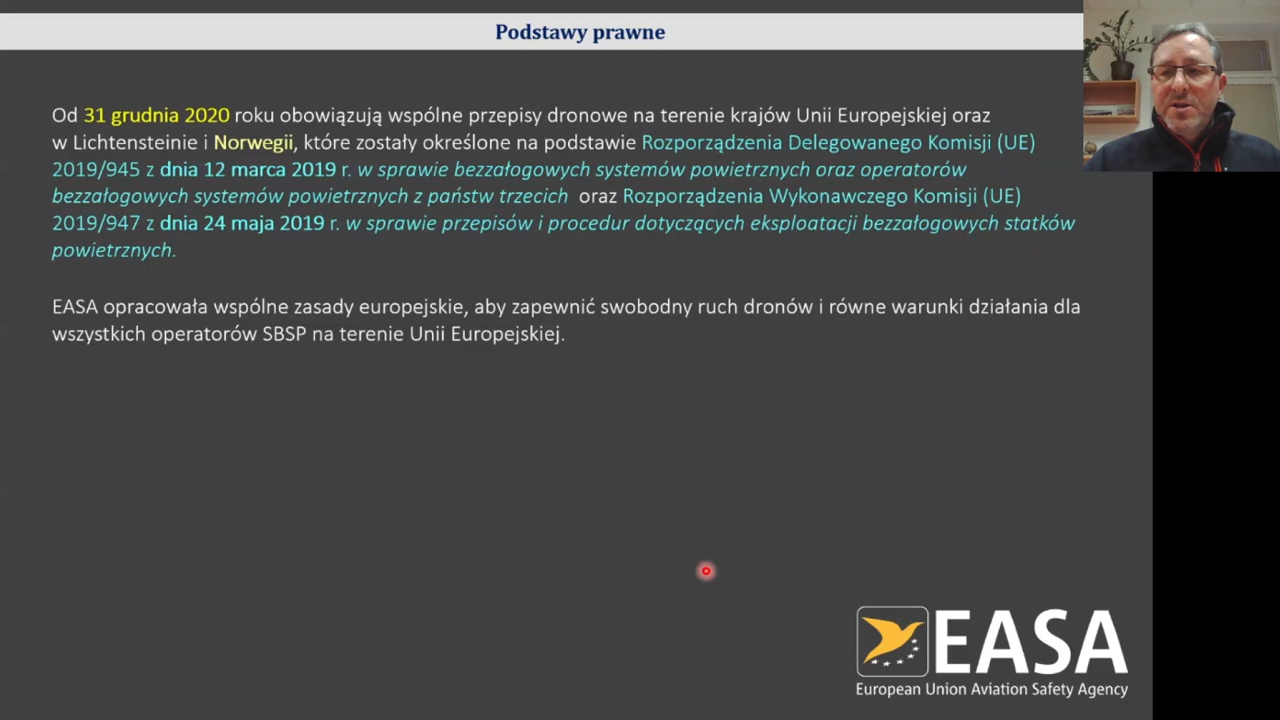 Podstawy prawne
Od 31 grudnia 2020 roku obowiązują wspólne przepisy dronowe na terenie krajów Unii Europejskiej oraz
w Lichtensteinie i Norwegii, które zostały określone na podstawie Rozporządzenia Delegowanego Komisji (UE)
2019/945 z dnia 12 marca 2019 r. w sprawie bezzałogowych systemów powietrznych oraz operatorów
bezzałogowych systemów powietrznych z państw trzecich oraz Rozporządzenia Wykonawczego Komisji (UE)
2019/947 z dnia 24 maja 2019 r. w sprawie przepisów i procedur dotyczących eksploatacji bezzałogowych statków
powietrznych.
EASA opracowała wspólne zasady europejskie, aby zapewnić swobodny ruch dronów i równe warunki działania dla
wszystkich operatorów SBSP na terenie Unii Europejskiej.
EASA
European Union Aviation Safety Agency